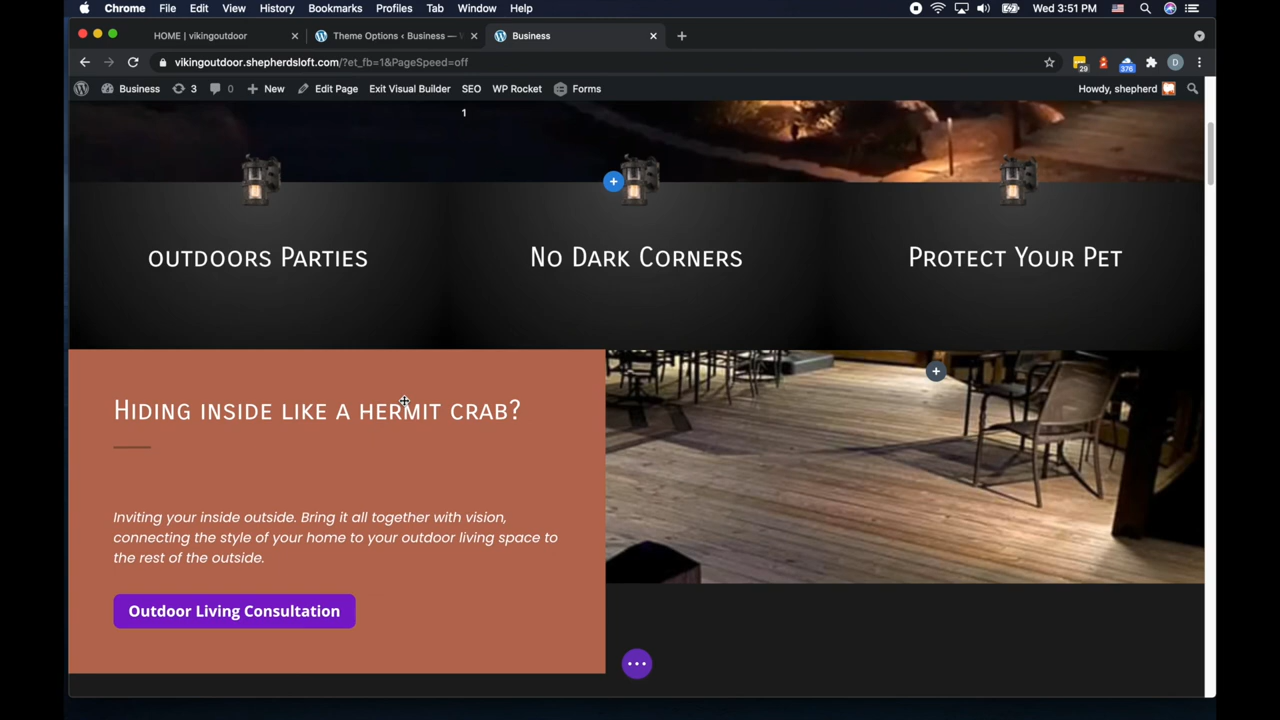 Chrome File Edit View History Bookmarks Profiles Tab Window Help Wed 3:51 PM
HOME | vikingoutdoor Theme Options ‹ Business — Business
vikingoutdoor.shepherdsloft.com/?et_fb=1&PageSpeed=off 29 376 D
Business 3 0 New Edit Page Exit Visual Builder SEO WP Rocket Forms Howdy, shepherd
1
OUTDOORS PARTIES NO DARK CORNERS PROTECT YOUR PET
HIDING INSIDE LIKE A HERMIT CRAB?
Inviting your inside outside. Bring it all together with vision,
connecting the style of your home to your outdoor living space to
the rest of the outside.
Outdoor Living Consultation